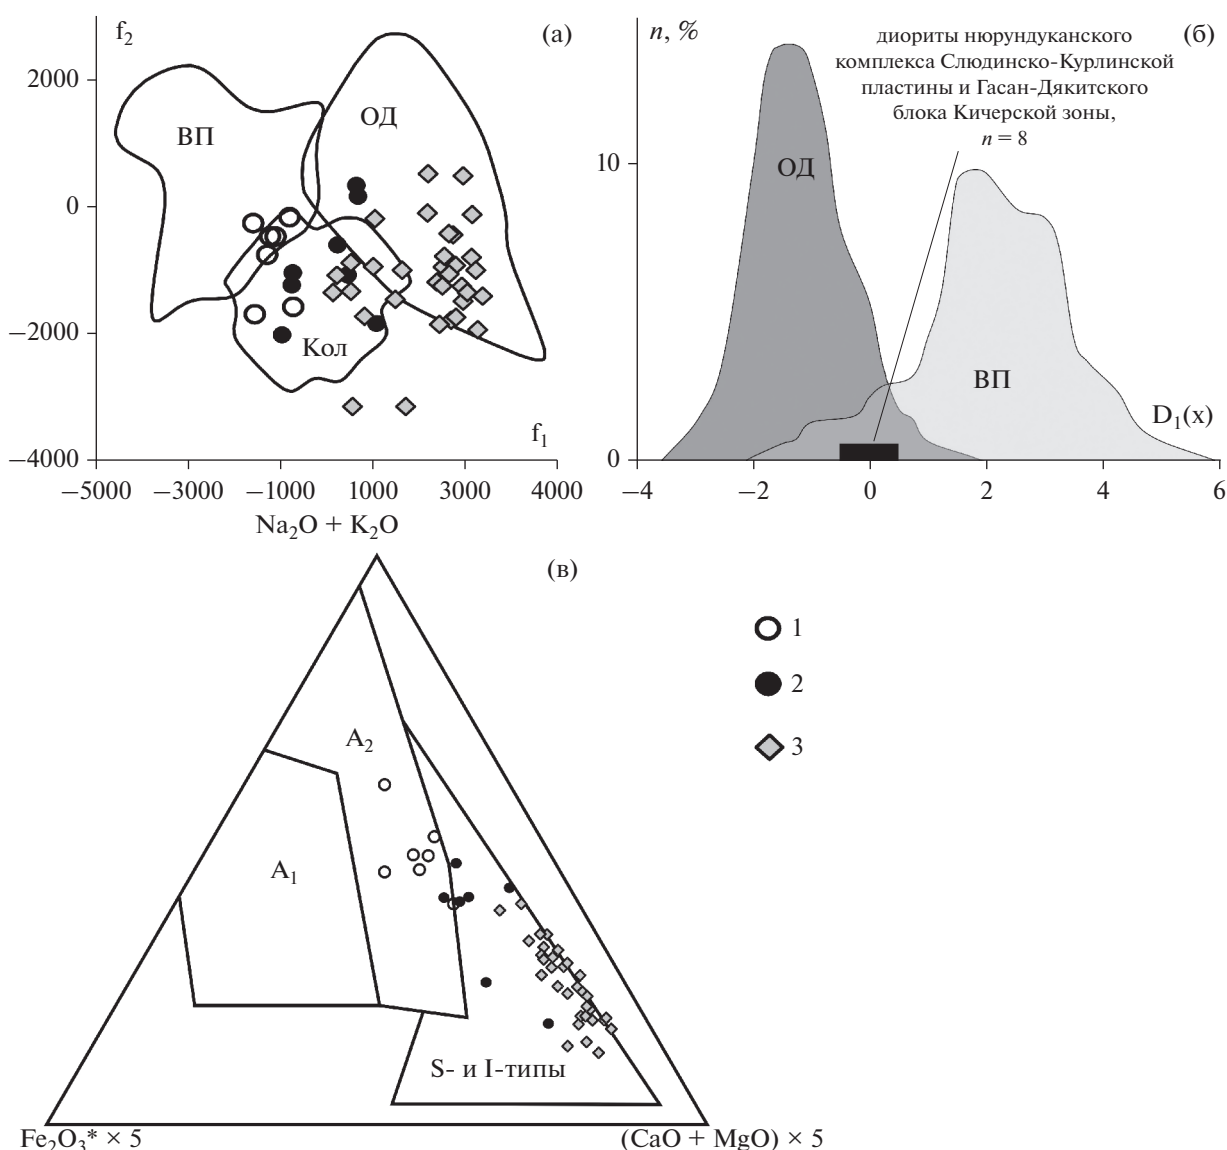 f₂
(а)
2000
0
−2000
−4000
ВП
ОД
Кол
f₁
−5000 −3000 −1000 1000 3000 4000
n, %
(б)
диориты нюрундуканского
комплекса Слюдинско-Курлинской
пластины и Гасан-Дякитского
блока Кичерской зоны,
n = 8
10
0
ОД
ВП
D₁(x)
−4 −2 0 2 4 6
Na₂O + K₂O
(в)
A₂
A₁
S- и I-типы
Fe₂O₃* × 5
(CaO + MgO) × 5
1
2
3